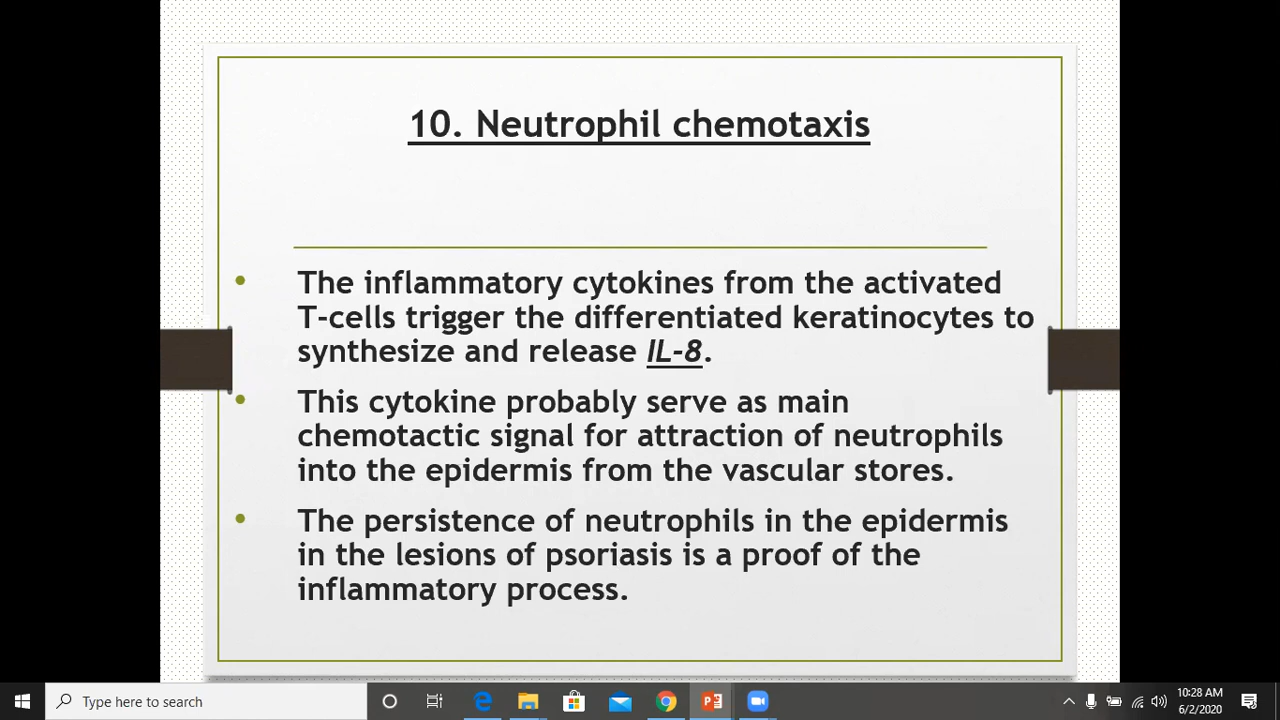 10. Neutrophil chemotaxis
• The inflammatory cytokines from the activated
T-cells trigger the differentiated keratinocytes to
synthesize and release IL-8.
• This cytokine probably serve as main
chemotactic signal for attraction of neutrophils
into the epidermis from the vascular stores.
• The persistence of neutrophils in the epidermis
in the lesions of psoriasis is a proof of the
inflammatory process.
Type here to search
10:28 AM
6/2/2020